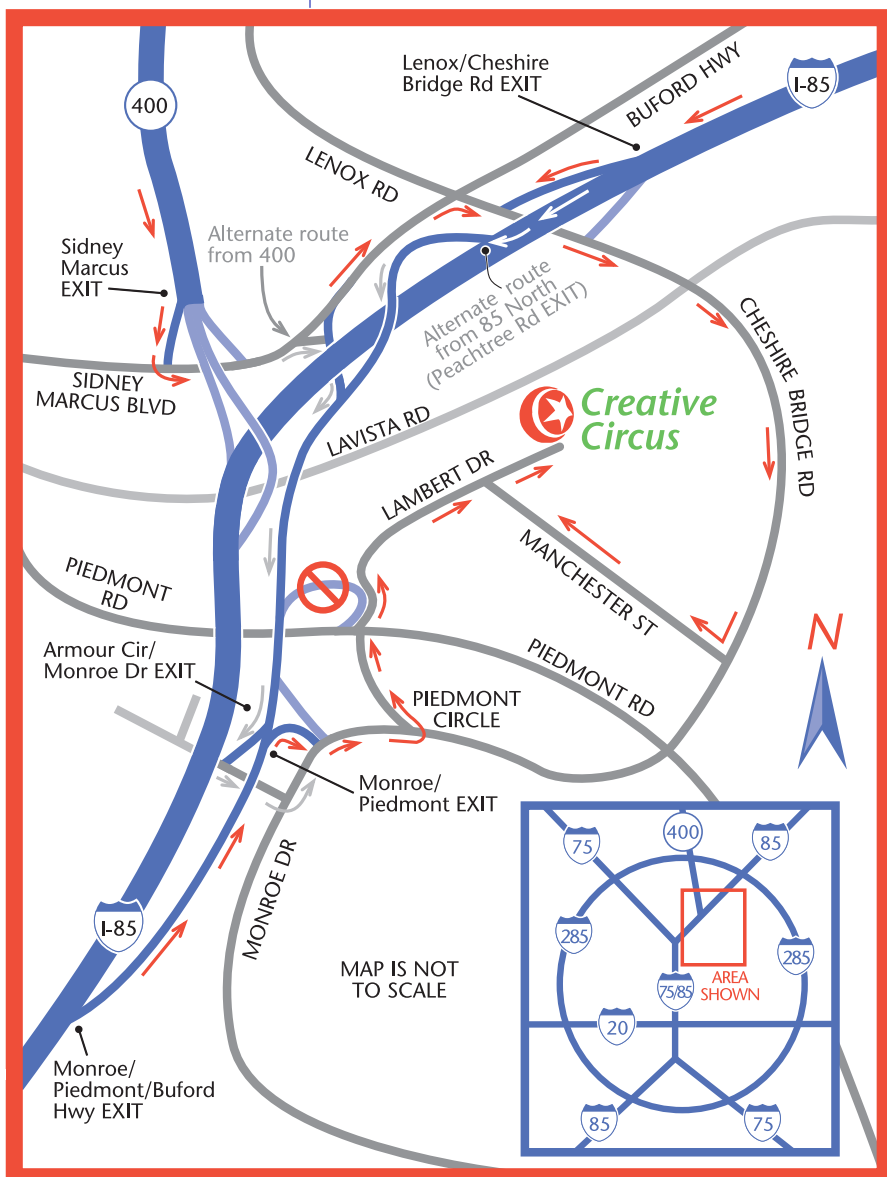 400
I-85
Lenox/Cheshire
Bridge Rd EXIT
BUFORD HWY
LENOX RD
Sidney
Marcus
EXIT
Alternate route
from 400
Alternate route
from 85 North
(Peachtree Rd EXIT)
SIDNEY
MARCUS BLVD
CHESHIRE BRIDGE RD
LAVISTA RD
Creative
Circus
LAMBERT DR
MANCHESTER ST
PIEDMONT
RD
Armour Cir/
Monroe Dr EXIT
PIEDMONT RD
PIEDMONT
CIRCLE
N
Monroe/
Piedmont EXIT
MONROE DR
I-85
MAP IS NOT
TO SCALE
Monroe/
Piedmont/Buford
Hwy EXIT
75
400
85
285
285
75/85
AREA
SHOWN
20
85
75